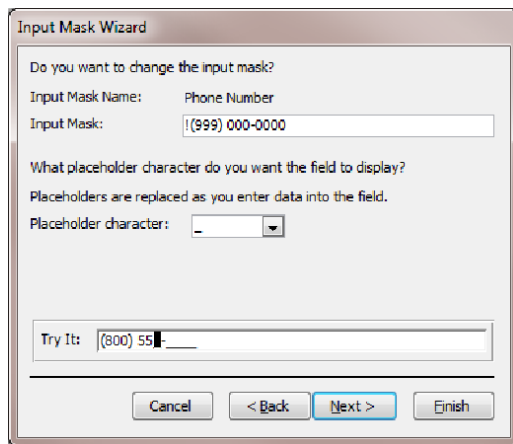 Input Mask Wizard
Do you want to change the input mask?
Input Mask Name: Phone Number
Input Mask: !(999) 000-0000
What placeholder character do you want the field to display?
Placeholders are replaced as you enter data into the field.
Placeholder character: _
Try It: (800) 55 -____
Cancel < Back Next > Finish